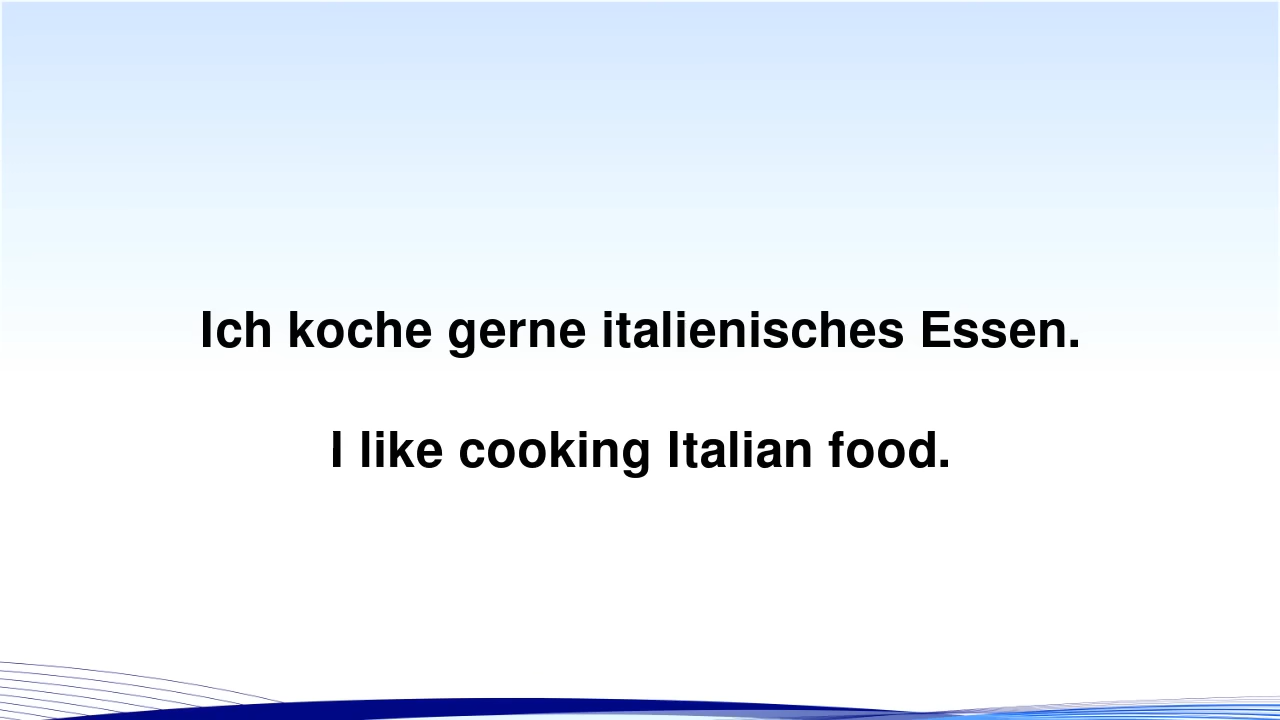 Ich koche gerne italienisches Essen.
I like cooking Italian food.